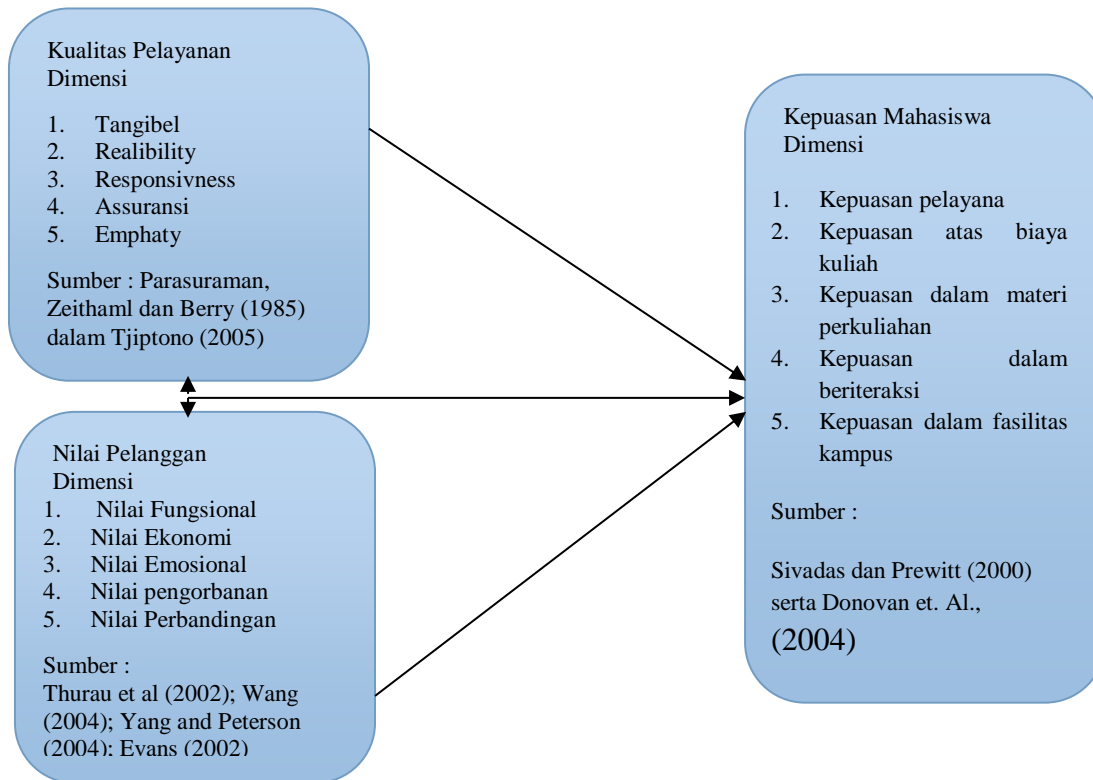 Kualitas Pelayanan
Dimensi
1. Tangibel
2. Realibility
3. Responsivness
4. Assuransi
5. Emphaty
Sumber : Parasuraman,
Zeithaml dan Berry (1985)
dalam Tjiptono (2005)
Nilai Pelanggan
Dimensi
1. Nilai Fungsional
2. Nilai Ekonomi
3. Nilai Emosional
4. Nilai pengorbanan
5. Nilai Perbandingan
Sumber :
Thurau et al (2002); Wang
(2004); Yang and Peterson
(2004); Evans (2002)
Kepuasan Mahasiswa
Dimensi
1. Kepuasan pelayana
2. Kepuasan atas biaya
kuliah
3. Kepuasan dalam materi
perkuliahan
4. Kepuasan dalam
beriteraksi
5. Kepuasan dalam fasilitas
kampus
Sumber :
Sivadas dan Prewitt (2000)
serta Donovan et. Al.,
(2004)